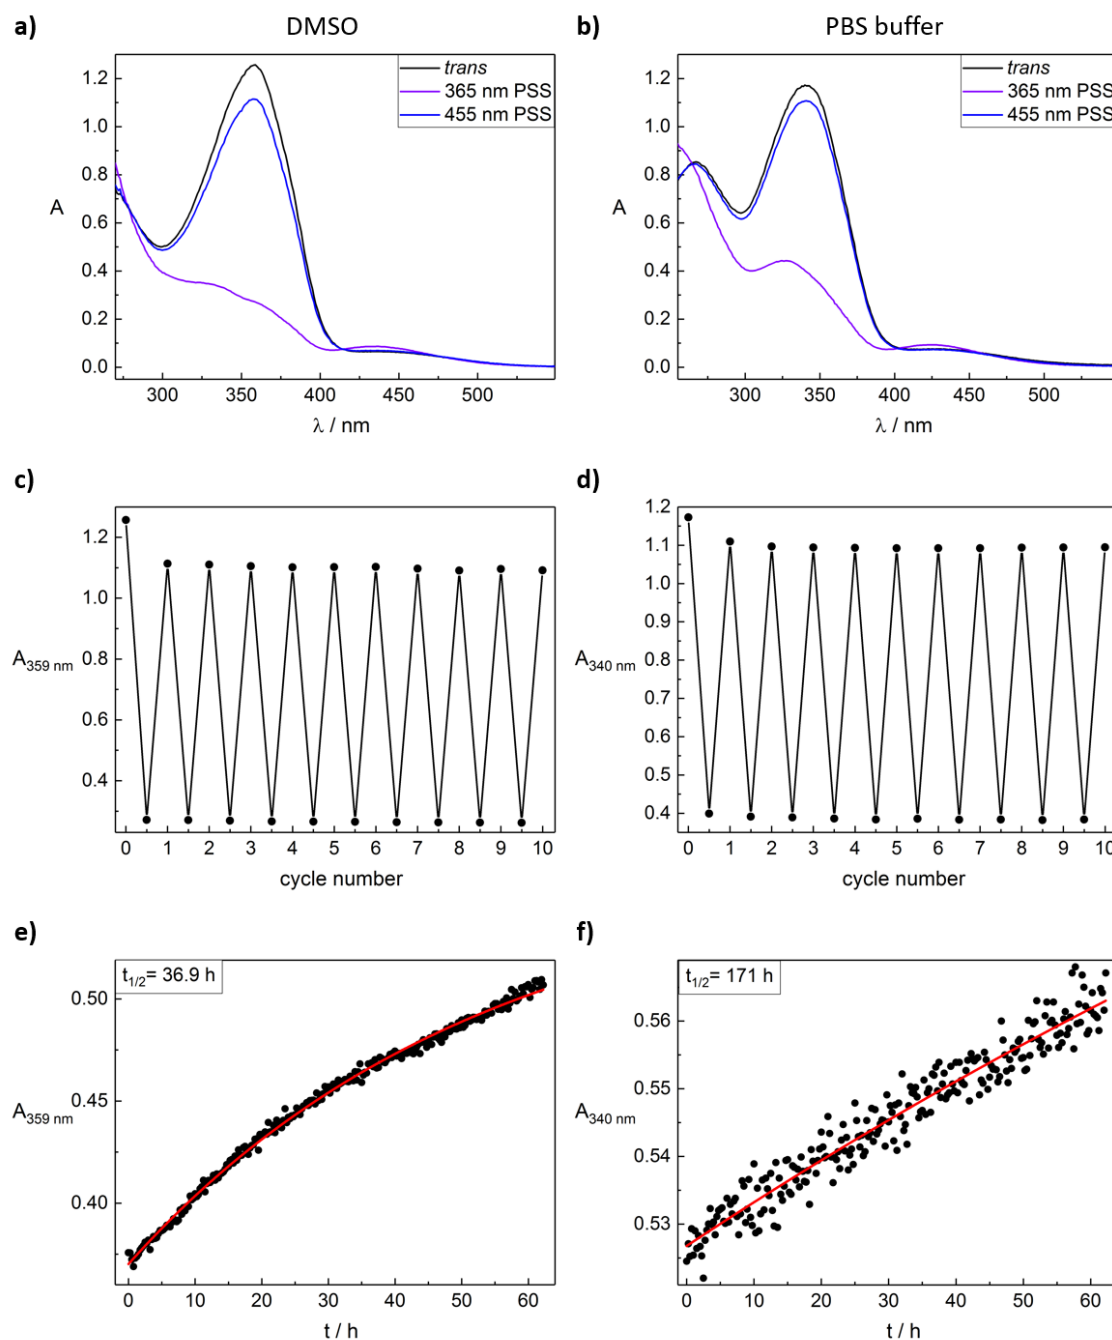 a) DMSO
b) PBS buffer
trans
365 nm PSS
455 nm PSS
1.2
1.0
0.8
0.6
0.4
0.2
0.0
A
300 350 400 450 500
λ / nm
trans
365 nm PSS
455 nm PSS
1.2
1.0
0.8
0.6
0.4
0.2
0.0
A
300 350 400 450 500
λ / nm
c)
1.2
1.0
0.8
0.6
0.4
A359 nm
0 1 2 3 4 5 6 7 8 9 10
cycle number
d)
1.2
1.1
1.0
0.9
0.8
0.7
0.6
0.5
0.4
A340 nm
0 1 2 3 4 5 6 7 8 9 10
cycle number
e)
t1/2= 36.9 h
0.50
0.45
0.40
A359 nm
0 10 20 30 40 50 60
t / h
f)
t1/2= 171 h
0.56
0.55
0.54
0.53
A340 nm
0 10 20 30 40 50 60
t / h